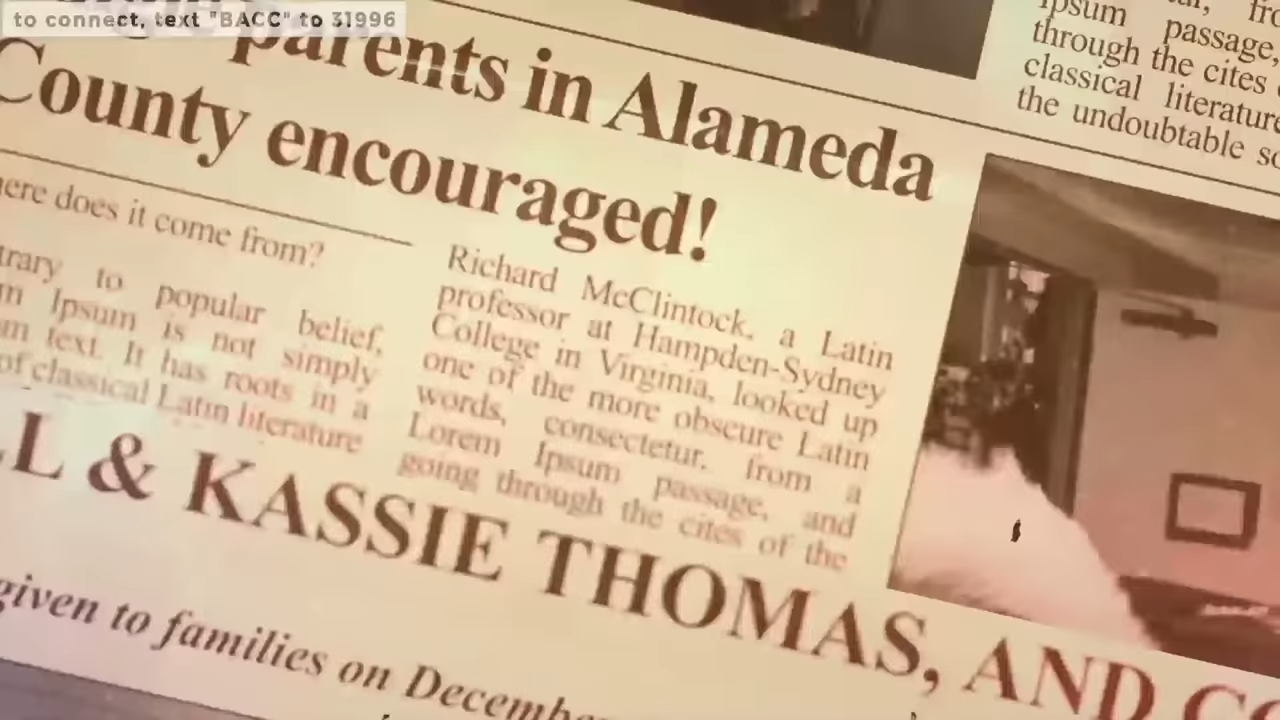 to connect, text "BACC" to 31996
parents in Alameda
County encouraged!
does it come from?
to popular belief,
Ipsum is not simply
text. It has roots in a
of classical Latin literature
Richard McClintock, a Latin
professor at Hampden-Sydney
College in Virginia, looked up
one of the more obscure Latin
words, consectetur, from a
Lorem Ipsum passage, and
going through the cites of the
Ipsum passage,
through the cites
classical literature
the undoubtable
& KASSIE THOMAS, AND
given to families on December